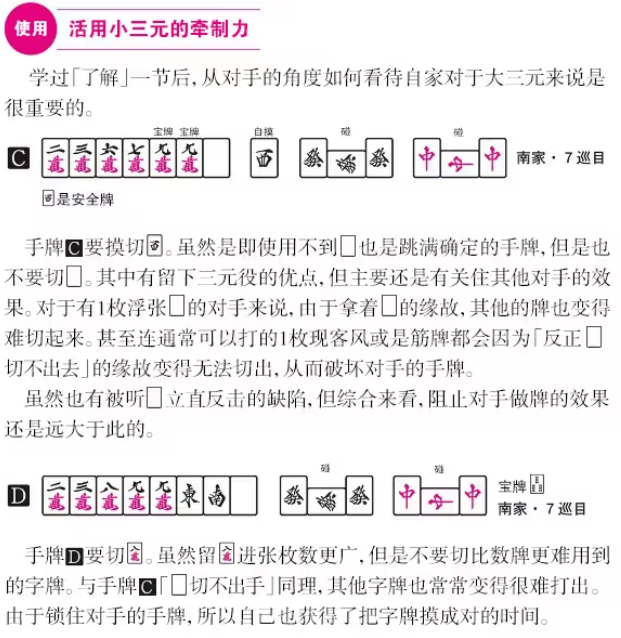 使用 活用小三元的牵制力
学过「了解」一节后,从对手的角度如何看待自家对于大三元来说是
很重要的。
宝牌 宝牌 自摸 碰 碰
C 二萬 三萬 六萬 七萬 九萬 九萬 西 發 發 發 中 中 中 南家・7巡目
西是安全牌
手牌C要摸切西。虽然是即使用不到□也是跳满确定的手牌,但是也
不要切□。其中有留下三元役的优点,但主要还是有关住其他对手的效
果。对于有1枚浮张□的对手来说,由于拿着□的缘故,其他的牌也变得
难切起来。甚至连通常可以打的1枚现客风或是筋牌都会因为「反正□
切不出去」的缘故变得无法切出,从而破坏对手的手牌。
虽然也有被听□立直反击的缺陷,但综合来看,阻止对手做牌的效果
还是远大于此的。
碰 碰
D 二萬 三萬 八萬 九萬 九萬 東 南 發 發 發 中 中 中 宝牌
南家・7巡目
手牌D要切八萬。虽然留八萬进张枚数更广,但是不要切比数牌更难用到
的字牌。与手牌C「□切不出手」同理,其他字牌也常常变得很难打出。
由于锁住对手的手牌,所以自己也获得了把字牌摸成对的时间。